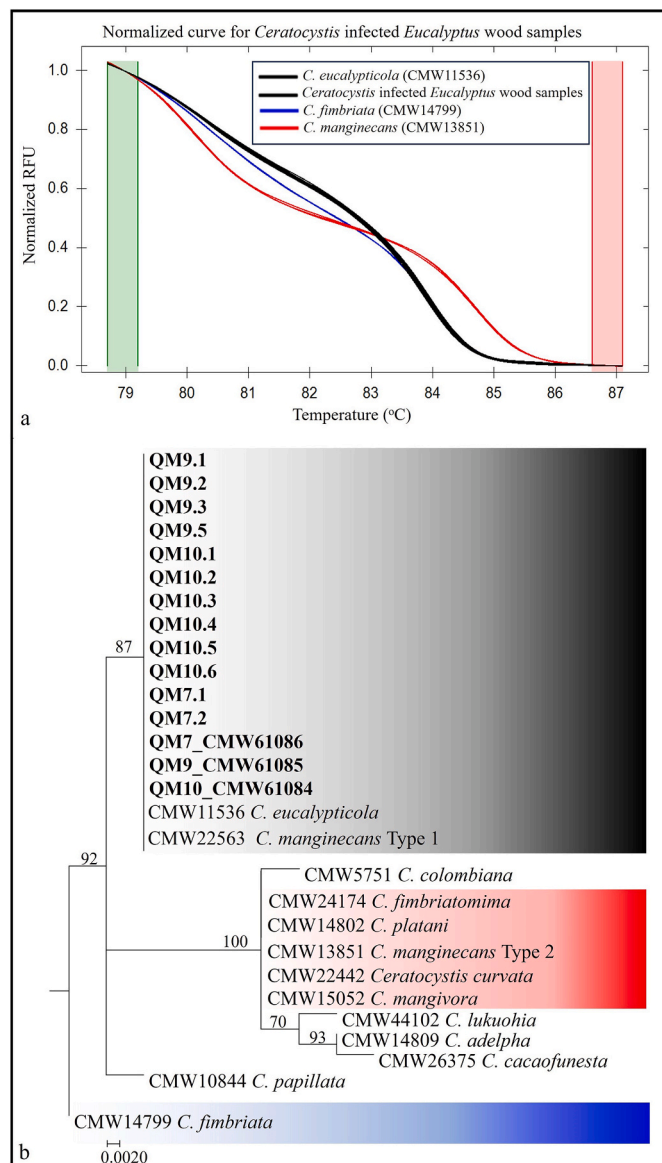 Normalized curve for Ceratocystis infected Eucalyptus wood samples
C. eucalypticola (CMW11536)
Ceratocystis infected Eucalyptus wood samples
C. fimbriata (CMW14799)
C. manginecans (CMW13851)
Normalized RFU
1.0
0.8
0.6
0.4
0.2
0.0
79 80 81 82 83 84 85 86 87
Temperature (°C)
a
QM9.1
QM9.2
QM9.3
QM9.5
QM10.1
QM10.2
QM10.3
QM10.4
QM10.5
87
QM10.6
QM7.1
QM7.2
QM7_CMW61086
QM9_CMW61085
QM10_CMW61084
CMW11536 C. eucalypticola
CMW22563 C. manginecans Type 1
92
CMW5751 C. colombiana
CMW24174 C. fimbriatomima
CMW14802 C. platani
100
CMW13851 C. manginecans Type 2
CMW22442 Ceratocystis curvata
CMW15052 C. mangivora
70
CMW44102 C. lukuohia
93
CMW14809 C. adelpha
CMW26375 C. cacaofunesta
CMW10844 C. papillata
CMW14799 C. fimbriata
b
0.0020